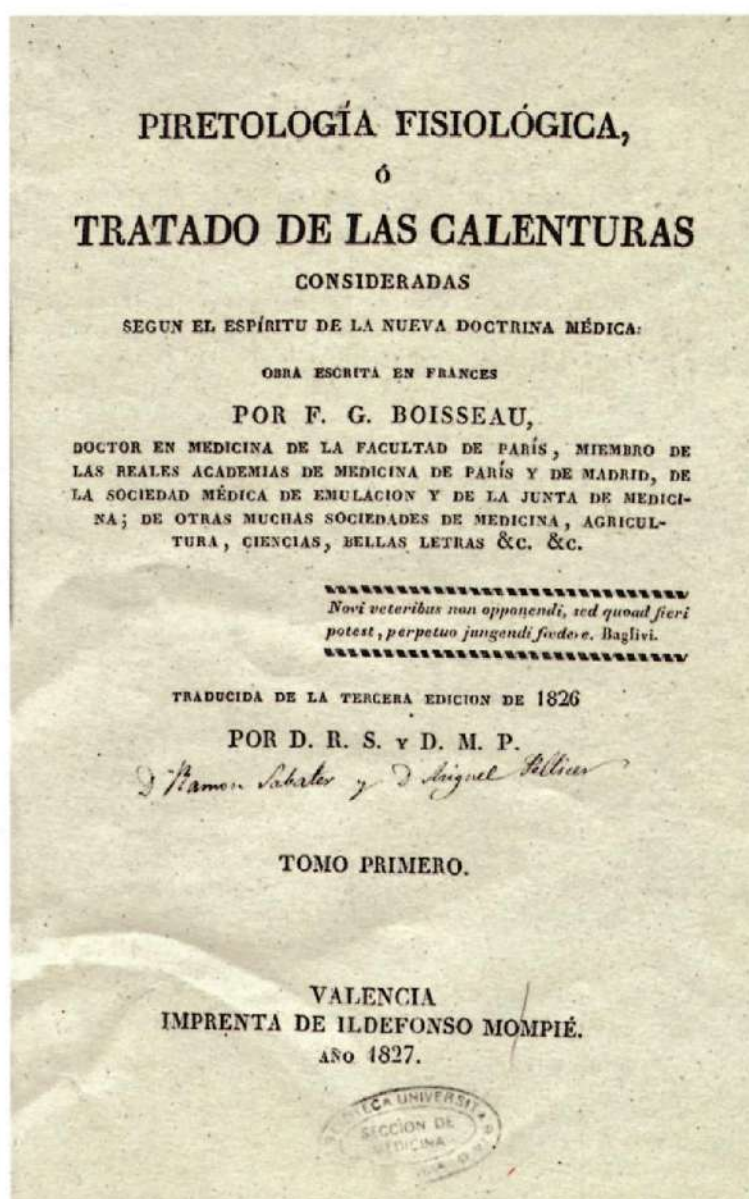 PIRETOLOGÍA FISIOLÓGICA,
Ó
TRATADO DE LAS CALENTURAS
CONSIDERADAS
SEGUN EL ESPÍRITU DE LA NUEVA DOCTRINA MÉDICA:
OBRA ESCRITA EN FRANCES
POR F. G. BOISSEAU,
DOCTOR EN MEDICINA DE LA FACULTAD DE PARÍS, MIEMBRO DE
LAS REALES ACADEMIAS DE MEDICINA DE PARÍS Y DE MADRID, DE
LA SOCIEDAD MÉDICA DE EMULACION Y DE LA JUNTA DE MEDICI-
NA; DE OTRAS MUCHAS SOCIEDADES DE MEDICINA, AGRICUL-
TURA, CIENCIAS, BELLAS LETRAS &C. &C.
Novi veteribus non opponendi, sed quoad fieri
potest, perpetuo jungendi fœdere. Baglivi.
TRADUCIDA DE LA TERCERA EDICION DE 1826
POR D. R. S. Y D. M. P.
D Ramon Sabater y D Miguel Pellicer
TOMO PRIMERO.
VALENCIA
IMPRENTA DE ILDEFONSO MOMPIÉ.
AÑO 1827.
SECCION DE
MEDICINA